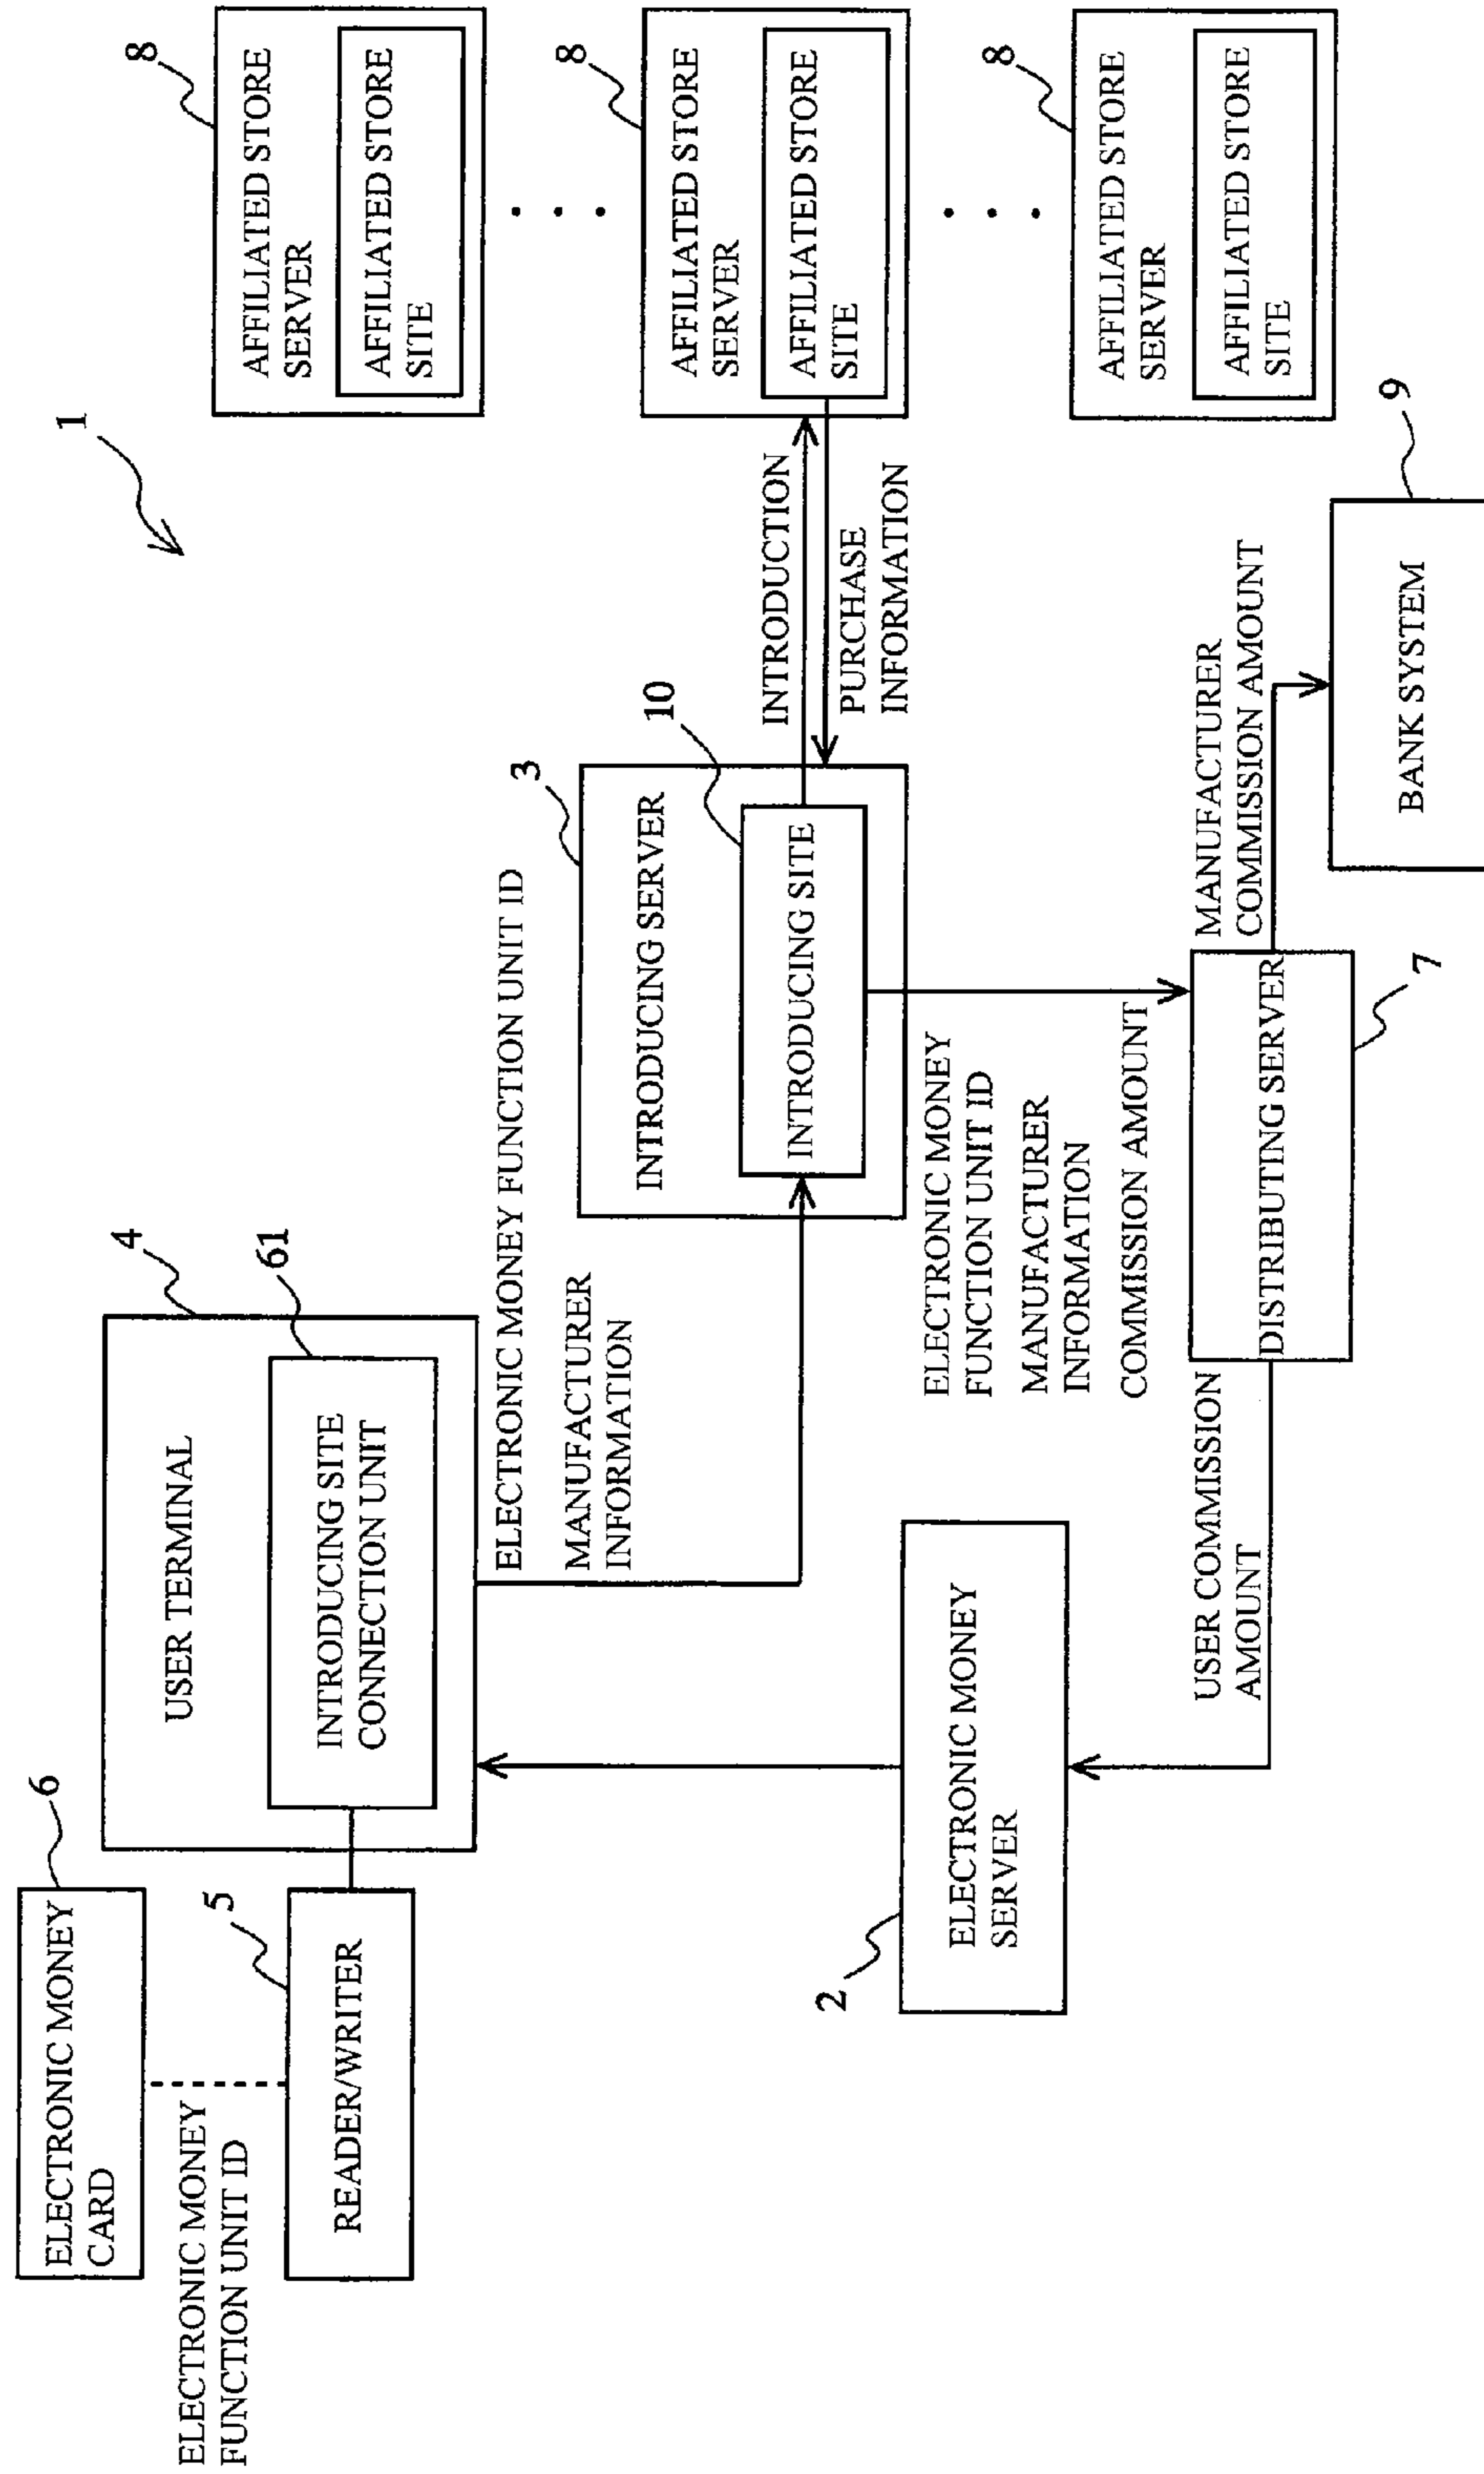 1
ELECTRONIC MONEY
CARD
6
ELECTRONIC MONEY
FUNCTION UNIT ID
READER/WRITER
5
USER TERMINAL
4
INTRODUCING SITE
CONNECTION UNIT
61
ELECTRONIC MONEY FUNCTION UNIT ID
MANUFACTURER
INFORMATION
ELECTRONIC MONEY
SERVER
2
INTRODUCING SERVER
3
INTRODUCING SITE
10
INTRODUCTION
PURCHASE
INFORMATION
AFFILIATED STORE
SERVER
8
AFFILIATED STORE
SITE
AFFILIATED STORE
SERVER
8
AFFILIATED STORE
SITE
AFFILIATED STORE
SERVER
8
AFFILIATED STORE
SITE
ELECTRONIC MONEY
FUNCTION UNIT ID
MANUFACTURER
INFORMATION
COMMISSION AMOUNT
USER COMMISSION
AMOUNT
DISTRIBUTING SERVER
7
MANUFACTURER
COMMISSION AMOUNT
BANK SYSTEM
9